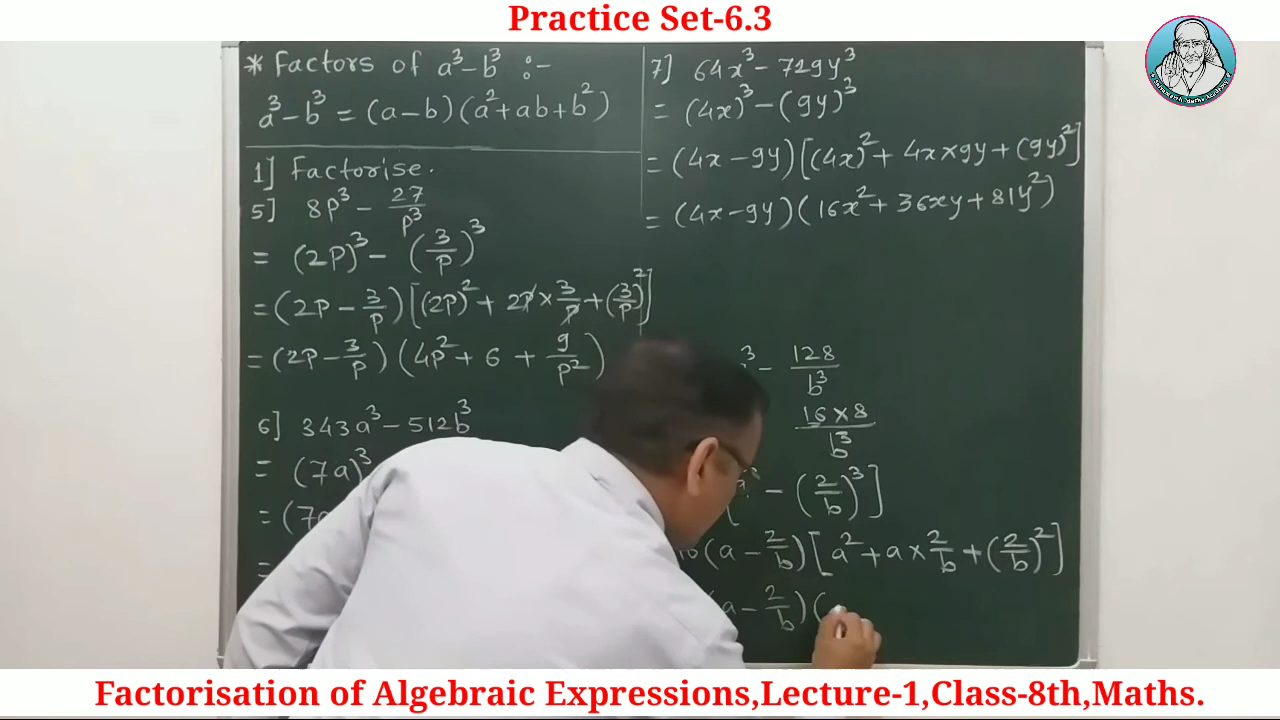 Practice Set-6.3
* Factors of a³-b³ :-
a³-b³ = (a-b)(a²+ab+b²)
1] Factorise.
5] 8p³ - 27/p³
= (2p)³ - (3/p)³
= (2p - 3/p)[(2p)² + 2p × 3/p + (3/p)²]
= (2p - 3/p)(4p² + 6 + 9/p²)
6] 343a³ - 512b³
= (7a)³
= (7a
=
7] 64x³ - 729y³
= (4x)³ - (9y)³
= (4x - 9y)[(4x)² + 4x×9y + (9y)²]
= (4x-9y)(16x² + 36xy + 81y²)
³ - 128/b³
16×8/b³
- (2/b)³]
(a - 2/b)[a² + a × 2/b + (2/b)²]
a - 2/b)(
Factorisation of Algebraic Expressions,Lecture-1,Class-8th,Maths.